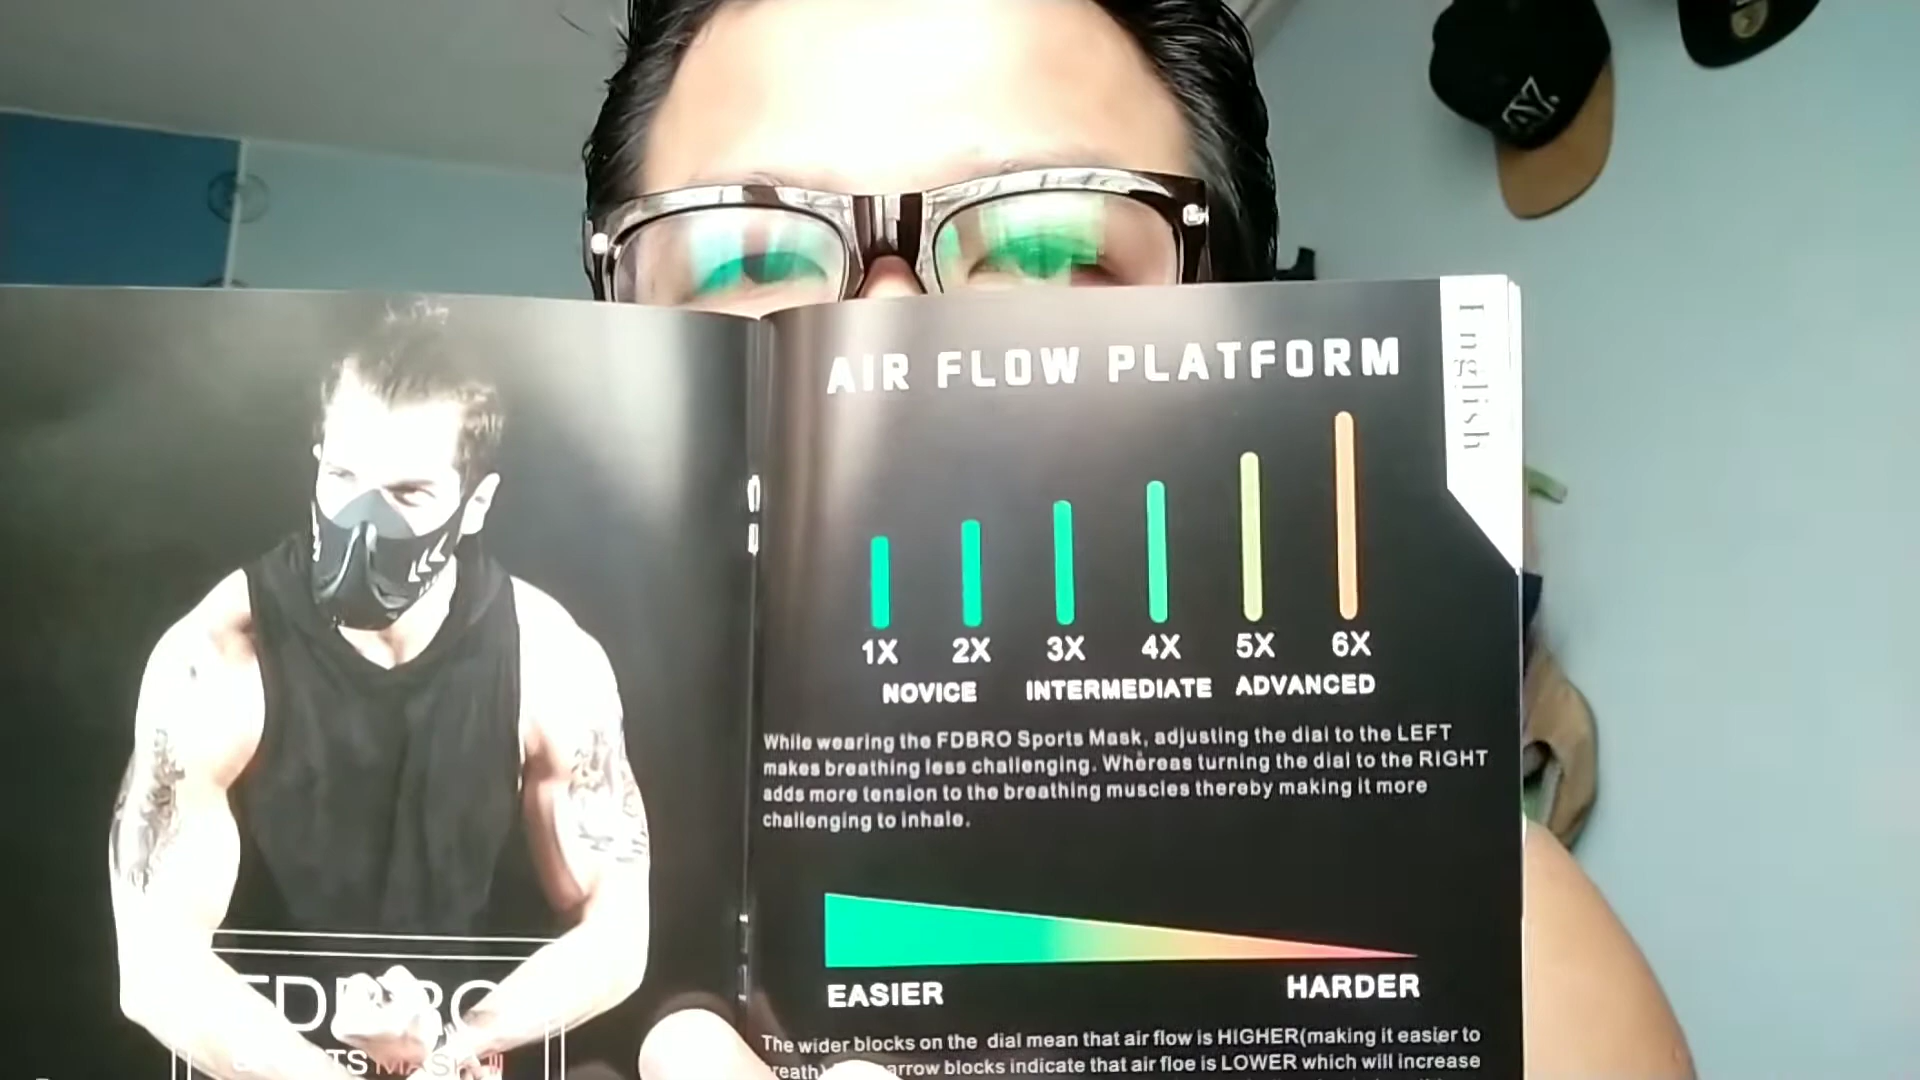 English
AIR FLOW PLATFORM
1X 2X 3X 4X 5X 6X
NOVICE INTERMEDIATE ADVANCED
While wearing the FDBRO Sports Mask, adjusting the dial to the LEFT
makes breathing less challenging. Whereas turning the dial to the RIGHT
adds more tension to the breathing muscles thereby making it more
challenging to inhale.
EASIER HARDER
The wider blocks on the dial mean that air flow is HIGHER(making it easier to
blocks indicate that air floe is LOWER which will increase